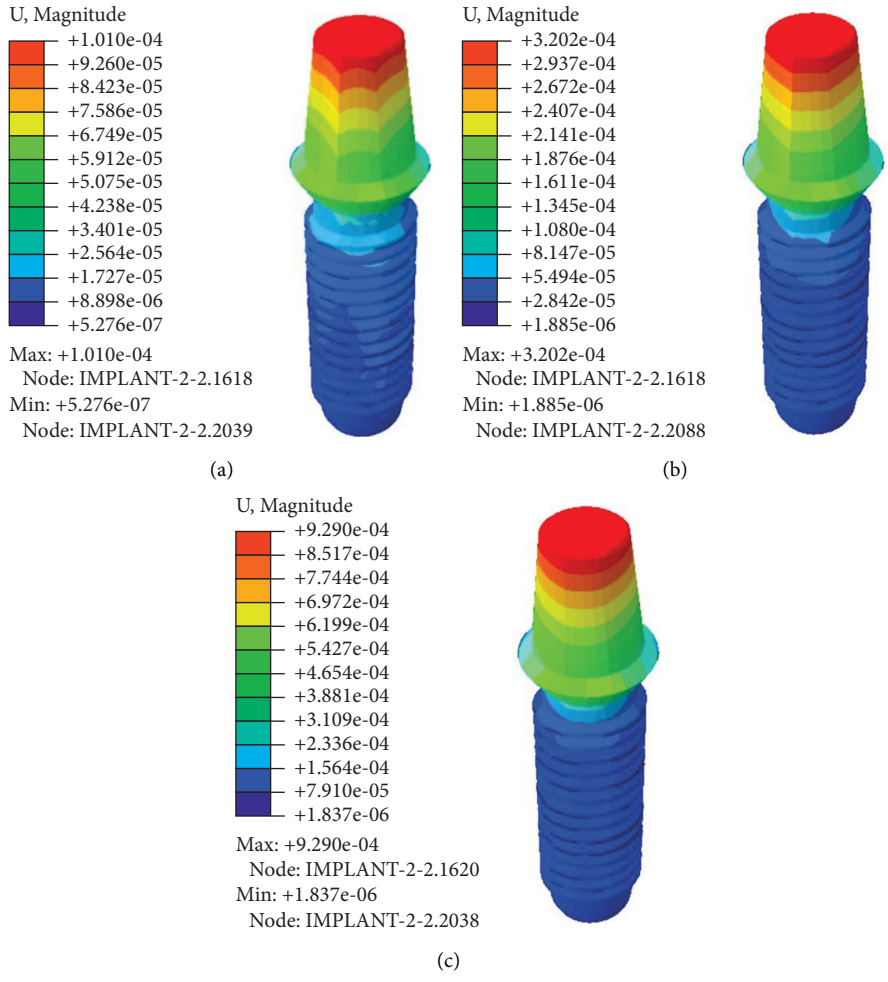 U, Magnitude
+1.010e-04
+9.260e-05
+8.423e-05
+7.586e-05
+6.749e-05
+5.912e-05
+5.075e-05
+4.238e-05
+3.401e-05
+2.564e-05
+1.727e-05
+8.898e-06
+5.276e-07
Max: +1.010e-04
Node: IMPLANT-2-2.1618
Min: +5.276e-07
Node: IMPLANT-2-2.2039
(a)
U, Magnitude
+3.202e-04
+2.937e-04
+2.672e-04
+2.407e-04
+2.141e-04
+1.876e-04
+1.611e-04
+1.345e-04
+1.080e-04
+8.147e-05
+5.494e-05
+2.842e-05
+1.885e-06
Max: +3.202e-04
Node: IMPLANT-2-2.1618
Min: +1.885e-06
Node: IMPLANT-2-2.2088
(b)
U, Magnitude
+9.290e-04
+8.517e-04
+7.744e-04
+6.972e-04
+6.199e-04
+5.427e-04
+4.654e-04
+3.881e-04
+3.109e-04
+2.336e-04
+1.564e-04
+7.910e-05
+1.837e-06
Max: +9.290e-04
Node: IMPLANT-2-2.1620
Min: +1.837e-06
Node: IMPLANT-2-2.2038
(c)